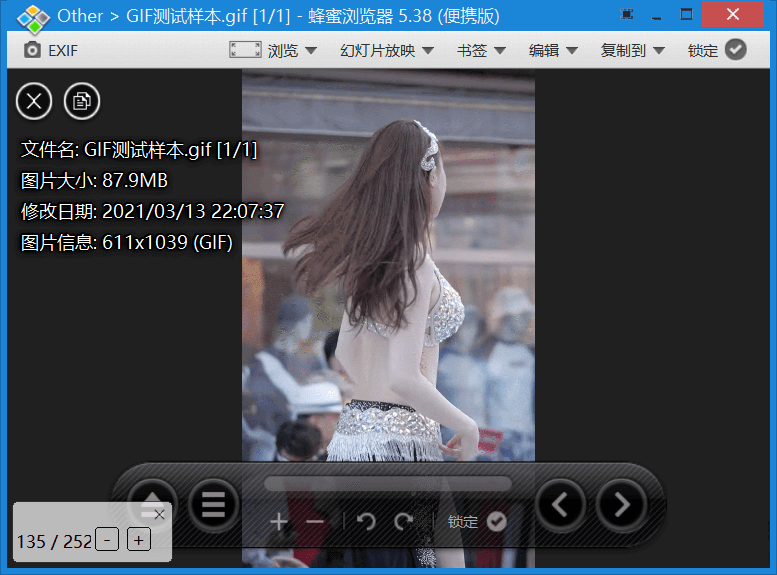 Other > GIF测试样本.gif [1/1] - 蜂蜜浏览器 5.38 (便携版)
EXIF 浏览 幻灯片放映 书签 编辑 复制到 锁定
文件名: GIF测试样本.gif [1/1]
图片大小: 87.9MB
修改日期: 2021/03/13 22:07:37
图片信息: 611x1039 (GIF)
锁定
135 / 252 - +